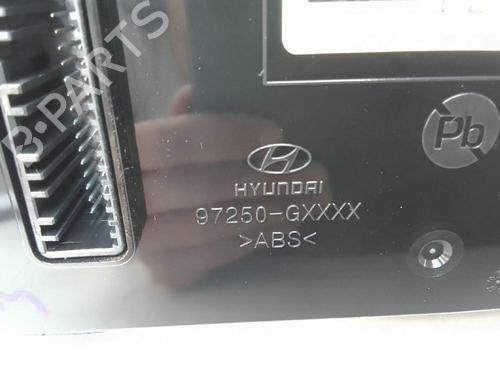 B-PARTS
Pb
HYUNDAI
97250-GXXXX
>ABS<